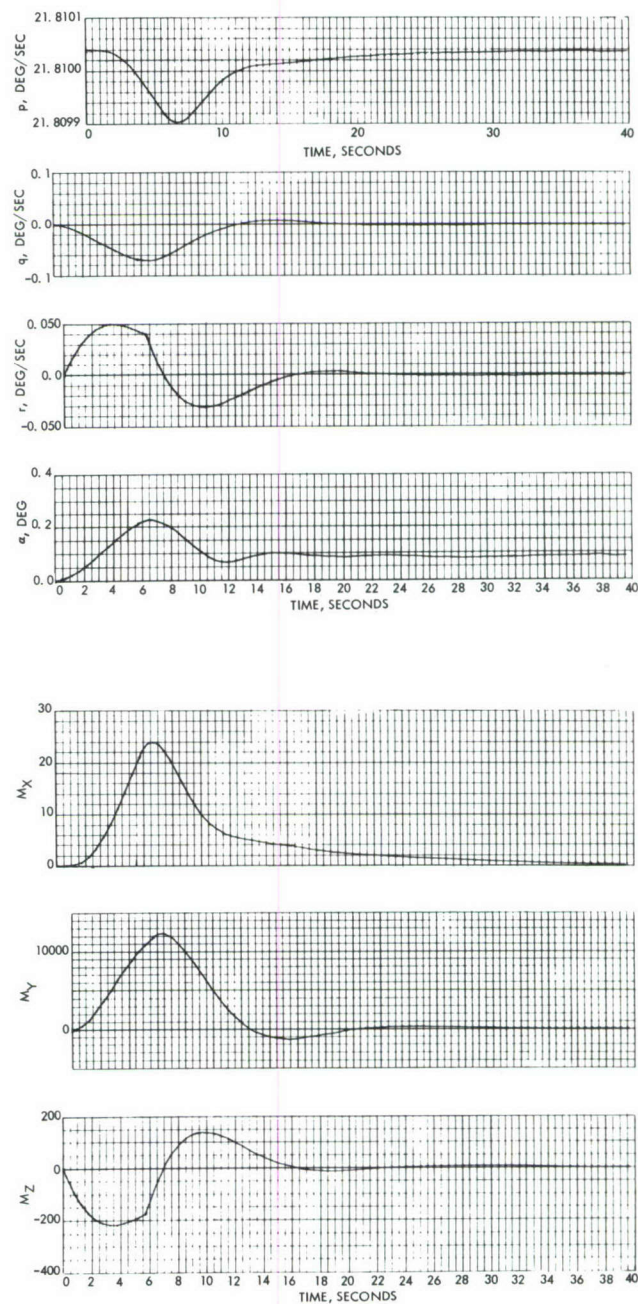 21.8101
21.8100
21.8099
p, DEG/SEC
0 10 20 30 40
TIME, SECONDS
0.1
0.0
-0.1
q, DEG/SEC
0.050
0.0
-0.050
r, DEG/SEC
0.4
0.2
0.0
α, DEG
0 2 4 6 8 10 12 14 16 18 20 22 24 26 28 30 32 34 36 38 40
TIME, SECONDS
30
20
10
0
MX
10000
0
MY
200
0
-200
-400
MZ
0 2 4 6 8 10 12 14 16 18 20 22 24 26 28 30 32 34 36 38 40
TIME, SECONDS